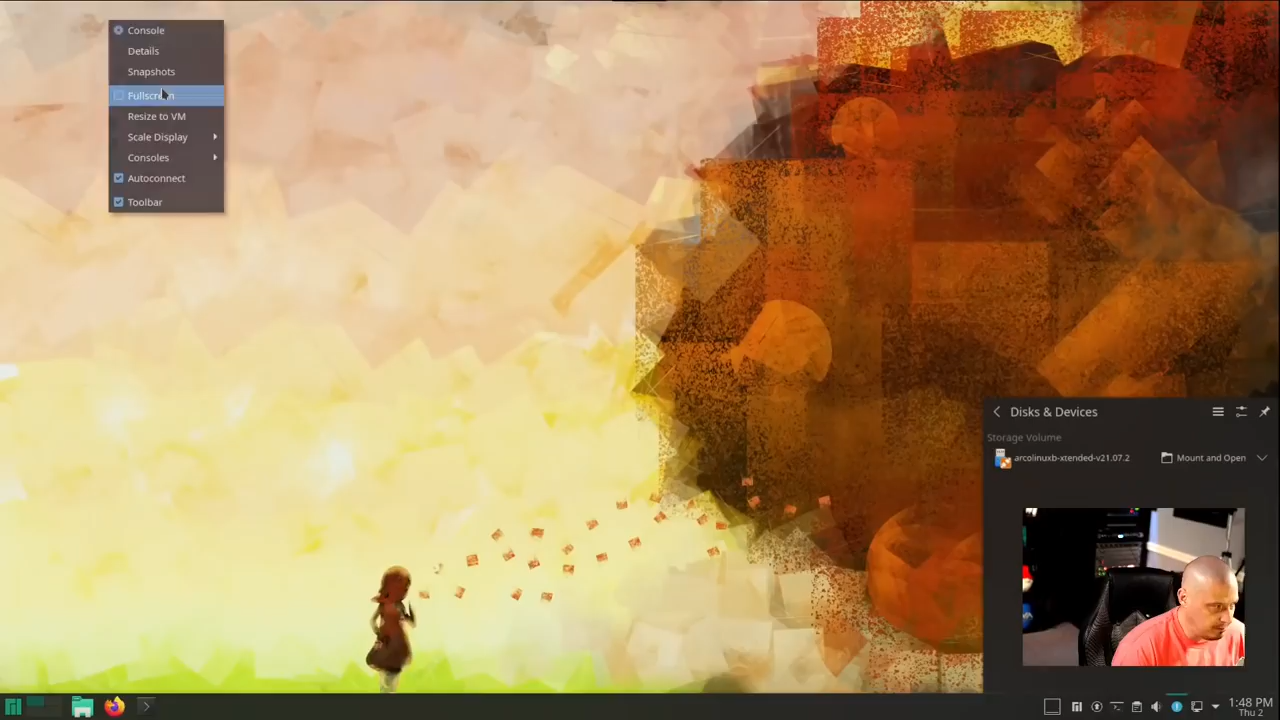 Console
Details
Snapshots
Fullscreen
Resize to VM
Scale Display
Consoles
Autoconnect
Toolbar
Disks & Devices
Storage Volume
arcolinuxb-xtended-v21.07.2
Mount and Open
1:48 PM
Thu 2